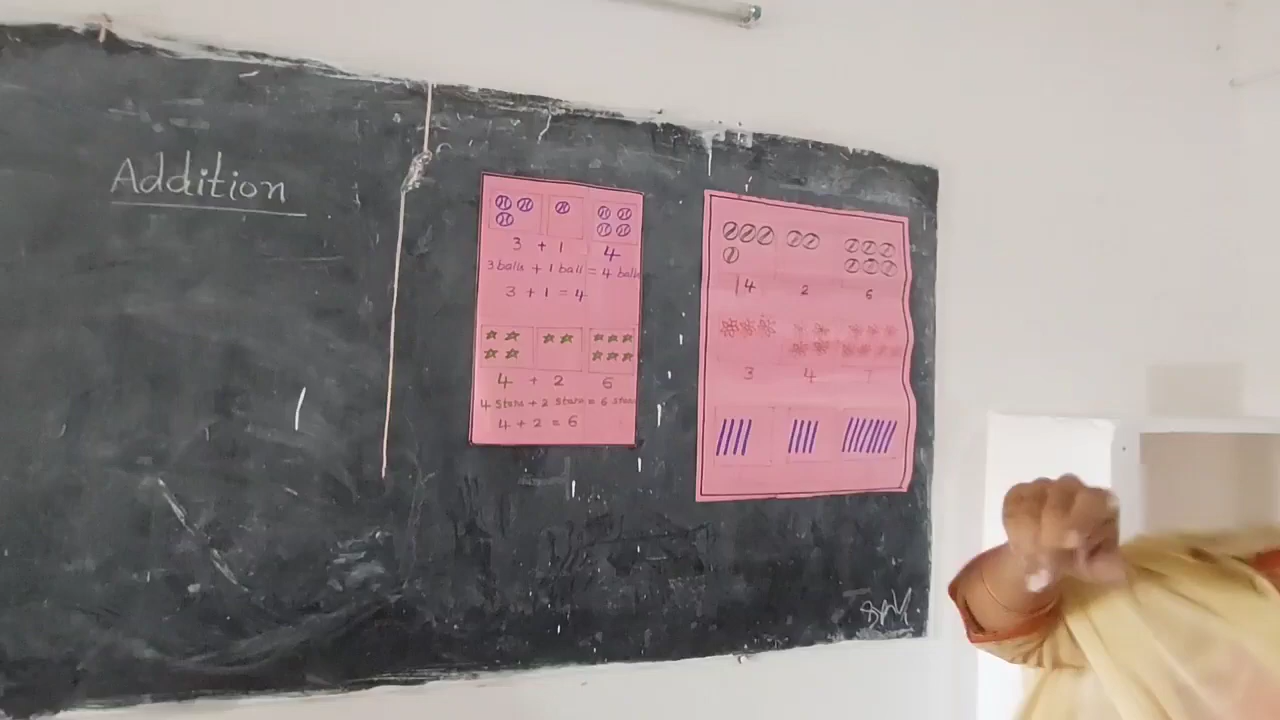 Addition
3 + 1 4
3 balls + 1 ball = 4 balls
3 + 1 = 4
4 + 2 6
4 Stars + 2 Stars = 6 stars
4 + 2 = 6
4 2 6
3 4 7